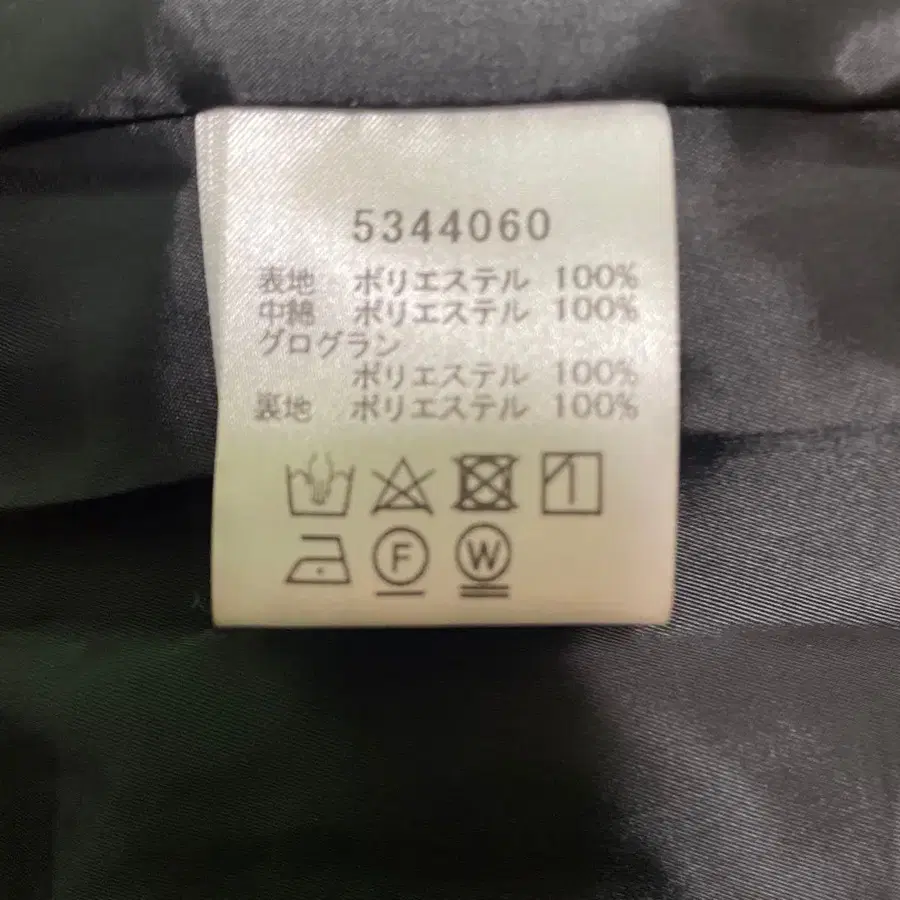 5344060
表地 ポリエステル 100%
中綿 ポリエステル 100%
グログラン
ポリエステル 100%
裏地 ポリエステル 100%
F W